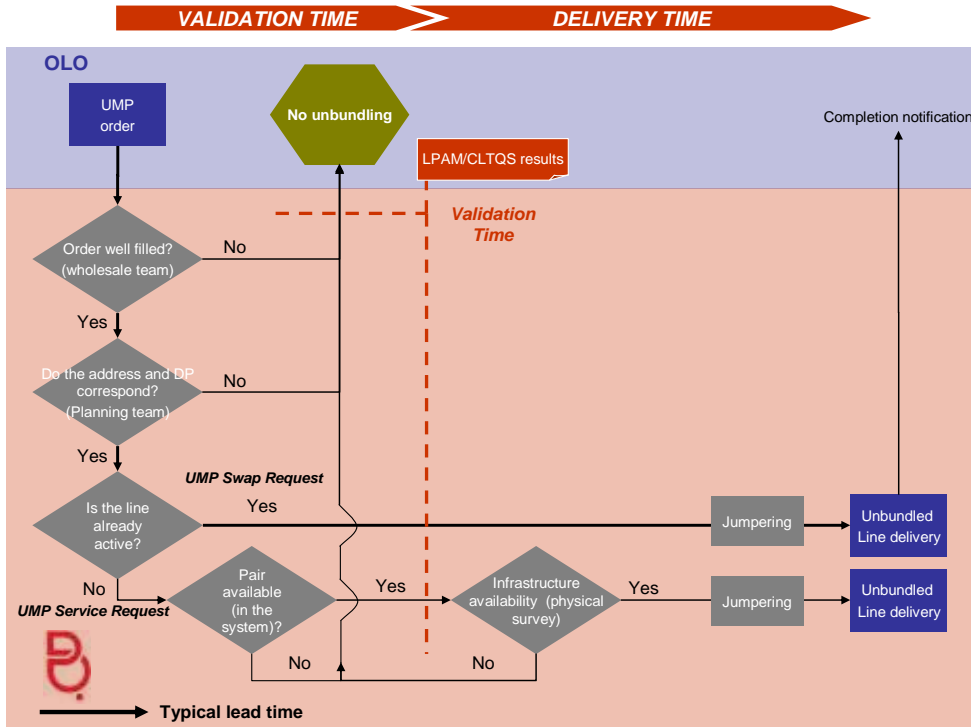 VALIDATION TIME
DELIVERY TIME
OLO
UMP
order
No unbundling
Completion notification
LPAM/CLTQS results
Validation
Time
Order well filled?
(wholesale team)
No
Yes
Do the address and DP
correspond?
(Planning team)
No
Yes
UMP Swap Request
Is the line
already
active?
Yes
Jumpering
Unbundled
Line delivery
No
UMP Service Request
Pair
available
(in the
system)?
Yes
Infrastructure
availability (physical
survey)
Yes
Jumpering
Unbundled
Line delivery
No
No
Typical lead time